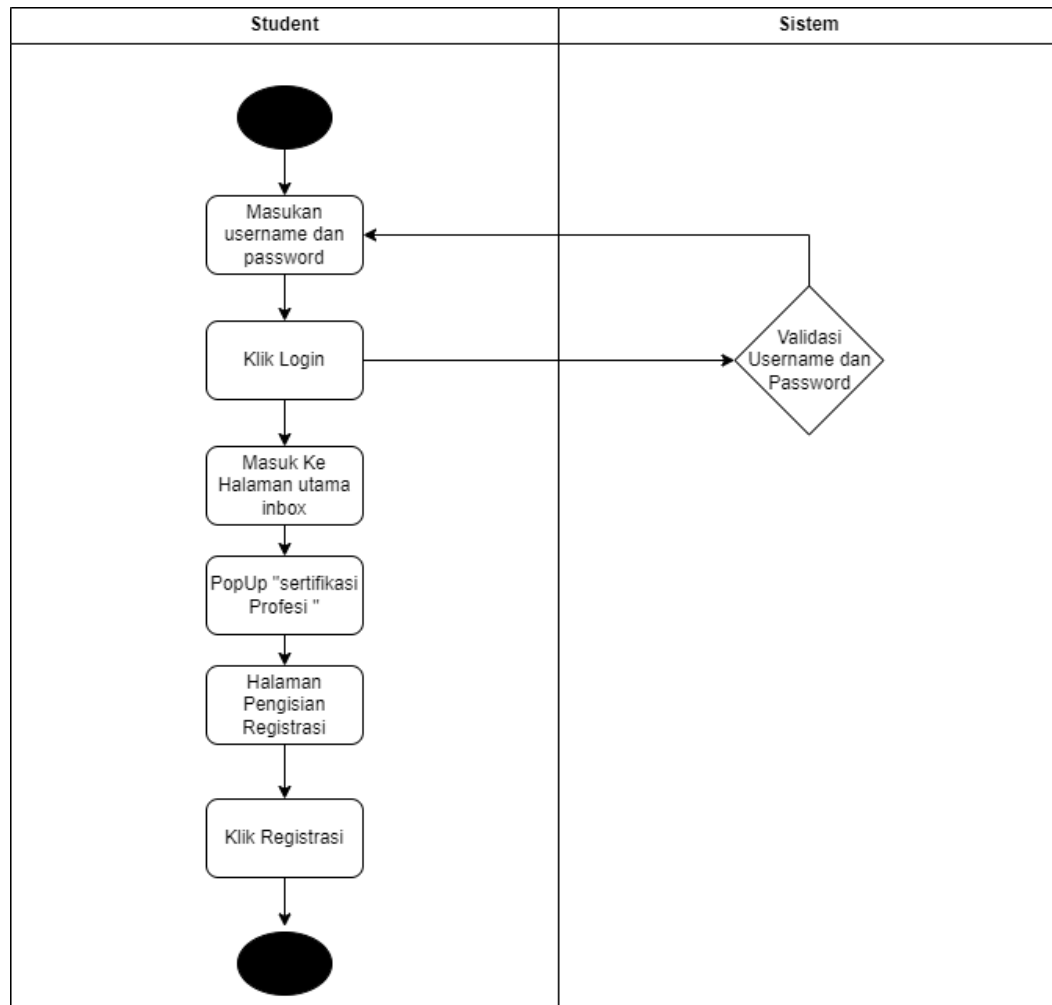 Student
Sistem
Masukan
username dan
password
Klik Login
Validasi
Username dan
Password
Masuk Ke
Halaman utama
inbox
PopUp "sertifikasi
Profesi "
Halaman
Pengisian
Registrasi
Klik Registrasi